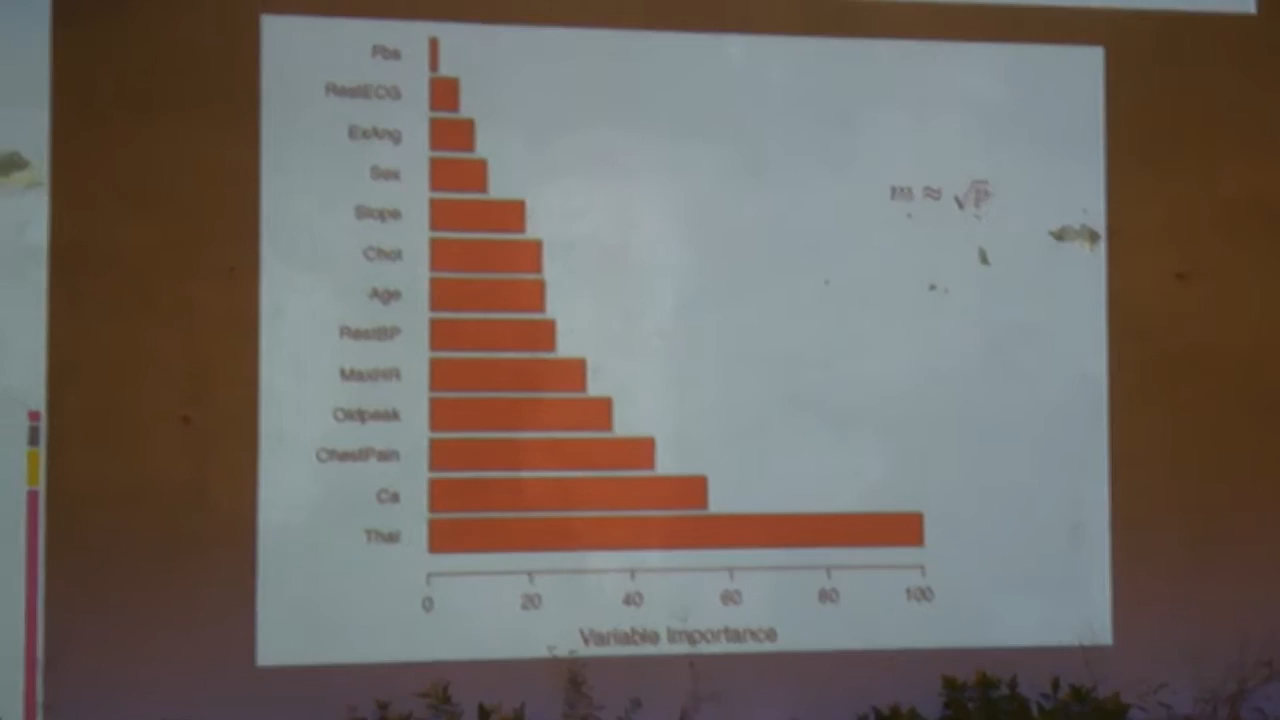 Fbs
RestECG
ExAng
Sex
Slope
Chol
Age
RestBP
MaxHR
Oldpeak
ChestPain
Ca
Thal
m ≈ √p
0 20 40 60 80 100
Variable Importance